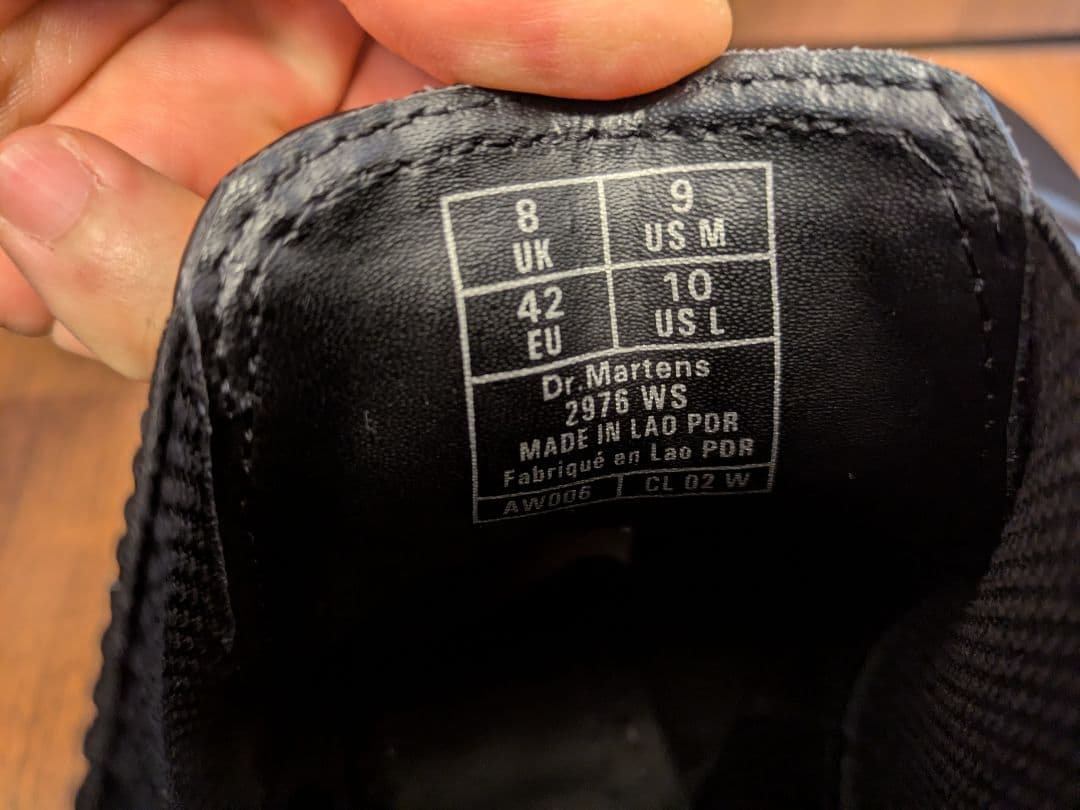 8 9
UK US M
42 10
EU US L
Dr.Martens
2976 WS
MADE IN LAO PDR
Fabriqué en Lao PDR
AW006 CL 02 W